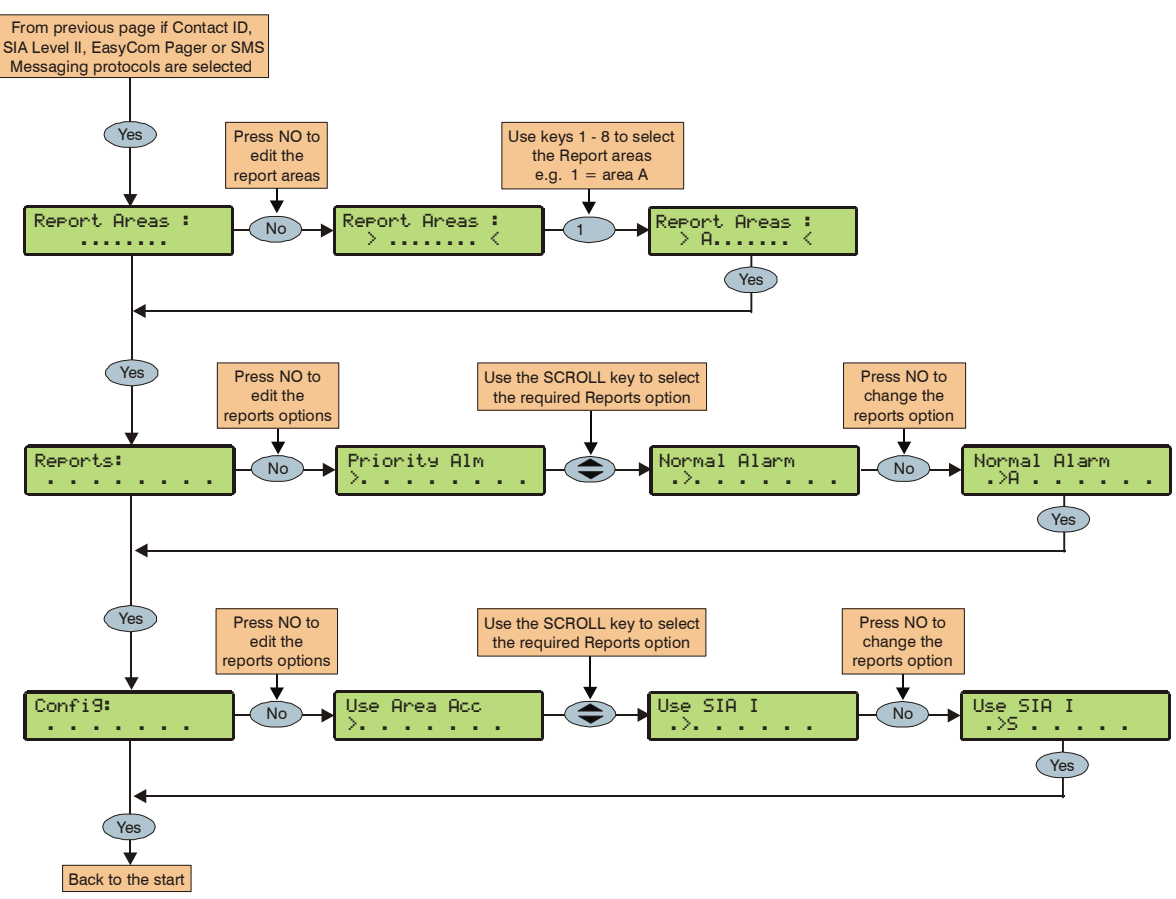 From previous page if Contact ID,
SIA Level II, EasyCom Pager or SMS
Messaging protocols are selected
Yes
Press NO to
edit the
report areas
Use keys 1 - 8 to select
the Report areas
e.g. 1 = area A
Report Areas :
........
No
Report Areas :
> ........ <
1
Report Areas :
> A....... <
Yes
Yes
Press NO to
edit the
reports options
Use the SCROLL key to select
the required Reports option
Press NO to
change the
reports option
Reports:
. . . . . . . .
No
Priority Alm
>. . . . . . . .
Normal Alarm
.>. . . . . . .
No
Normal Alarm
.>A . . . . . .
Yes
Yes
Press NO to
edit the
reports options
Use the SCROLL key to select
the required Reports option
Press NO to
change the
reports option
Config:
. . . . . . .
No
Use Area Acc
>. . . . . . .
Use SIA I
.>. . . . . .
No
Use SIA I
.>S . . . . .
Yes
Yes
Back to the start